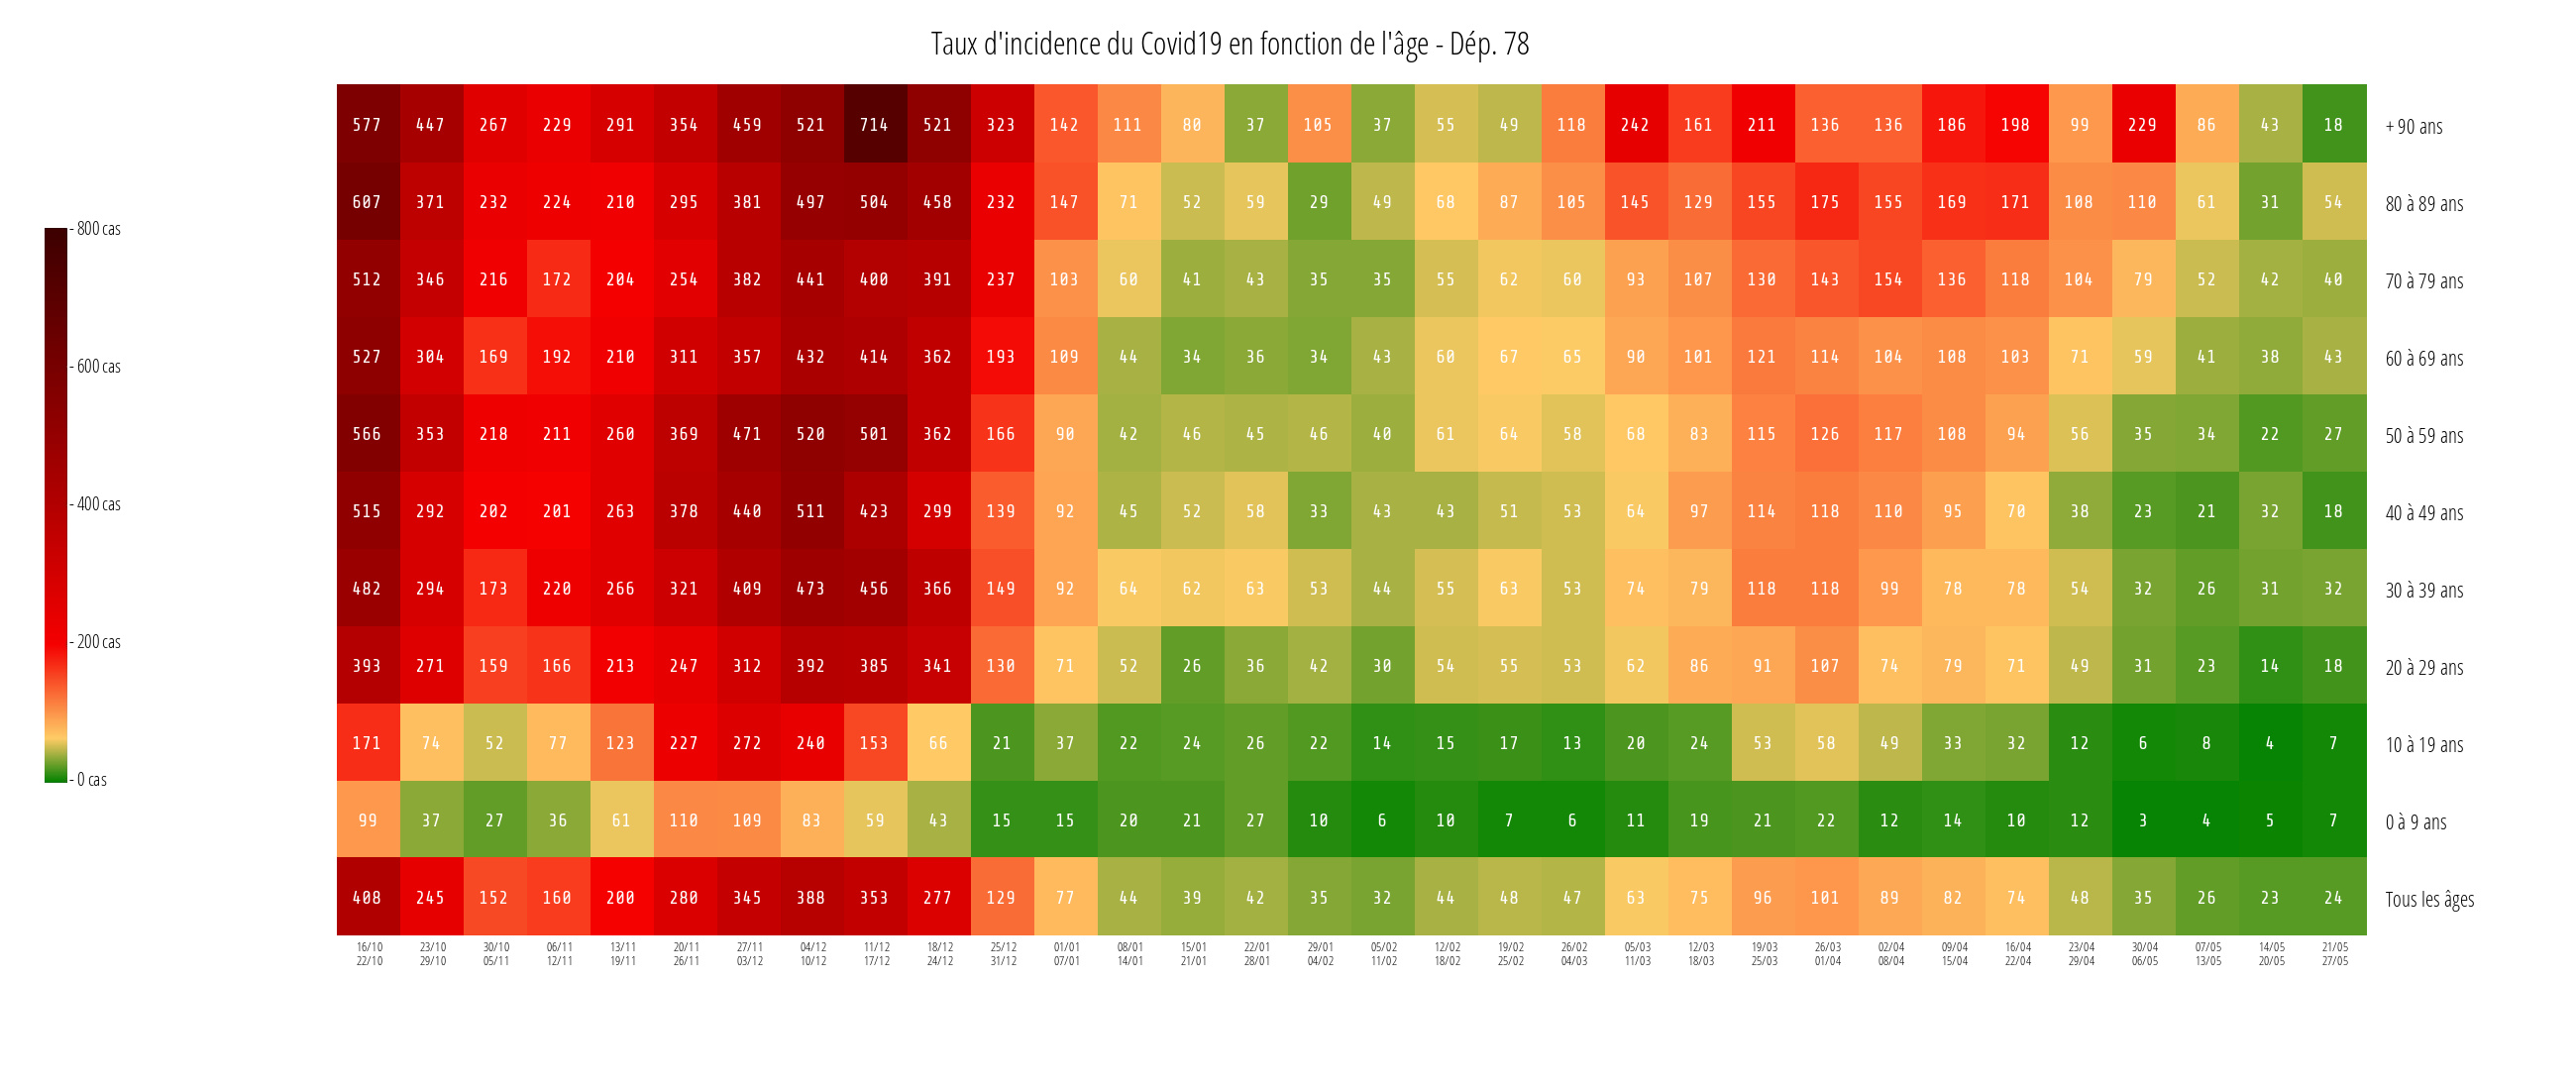 Taux d'incidence du Covid19 en fonction de l'âge - Dép. 78
577 447 267 229 291 354 459 521 714 521 323 142 111 80 37 105 37 55 49 118 242 161 211 136 136 186 198 99 229 86 43 18 + 90 ans
607 371 232 224 210 295 381 497 504 458 232 147 71 52 59 29 49 68 87 105 145 129 155 175 155 169 171 108 110 61 31 54 80 à 89 ans
- 800 cas
512 346 216 172 204 254 382 441 400 391 237 103 60 41 43 35 35 55 62 60 93 107 130 143 154 136 118 104 79 52 42 40 70 à 79 ans
527 304 169 192 210 311 357 432 414 362 193 109 44 34 36 34 43 60 67 65 90 101 121 114 104 108 103 71 59 41 38 43 60 à 69 ans
- 600 cas
566 353 218 211 260 369 471 520 501 362 166 90 42 46 45 46 40 61 64 58 68 83 115 126 117 108 94 56 35 34 22 27 50 à 59 ans
- 400 cas
515 292 202 201 263 378 440 511 423 299 139 92 45 52 58 33 43 43 51 53 64 97 114 118 110 95 70 38 23 21 32 18 40 à 49 ans
482 294 173 220 266 321 409 473 456 366 149 92 64 62 63 53 44 55 63 53 74 79 118 118 99 78 78 54 32 26 31 32 30 à 39 ans
- 200 cas
393 271 159 166 213 247 312 392 385 341 130 71 52 26 36 42 30 54 55 53 62 86 91 107 74 79 71 49 31 23 14 18 20 à 29 ans
171 74 52 77 123 227 272 240 153 66 21 37 22 24 26 22 14 15 17 13 20 24 53 58 49 33 32 12 6 8 4 7 10 à 19 ans
- 0 cas
99 37 27 36 61 110 109 83 59 43 15 15 20 21 27 10 6 10 7 6 11 19 21 22 12 14 10 12 3 4 5 7 0 à 9 ans
408 245 152 160 200 280 345 388 353 277 129 77 44 39 42 35 32 44 48 47 63 75 96 101 89 82 74 48 35 26 23 24 Tous les âges
16/10 23/10 30/10 06/11 13/11 20/11 27/11 04/12 11/12 18/12 25/12 01/01 08/01 15/01 22/01 29/01 05/02 12/02 19/02 26/02 05/03 12/03 19/03 26/03 02/04 09/04 16/04 23/04 30/04 07/05 14/05 21/05
22/10 29/10 05/11 12/11 19/11 26/11 03/12 10/12 17/12 24/12 31/12 07/01 14/01 21/01 28/01 04/02 11/02 18/02 25/02 04/03 11/03 18/03 25/03 01/04 08/04 15/04 22/04 29/04 06/05 13/05 20/05 27/05